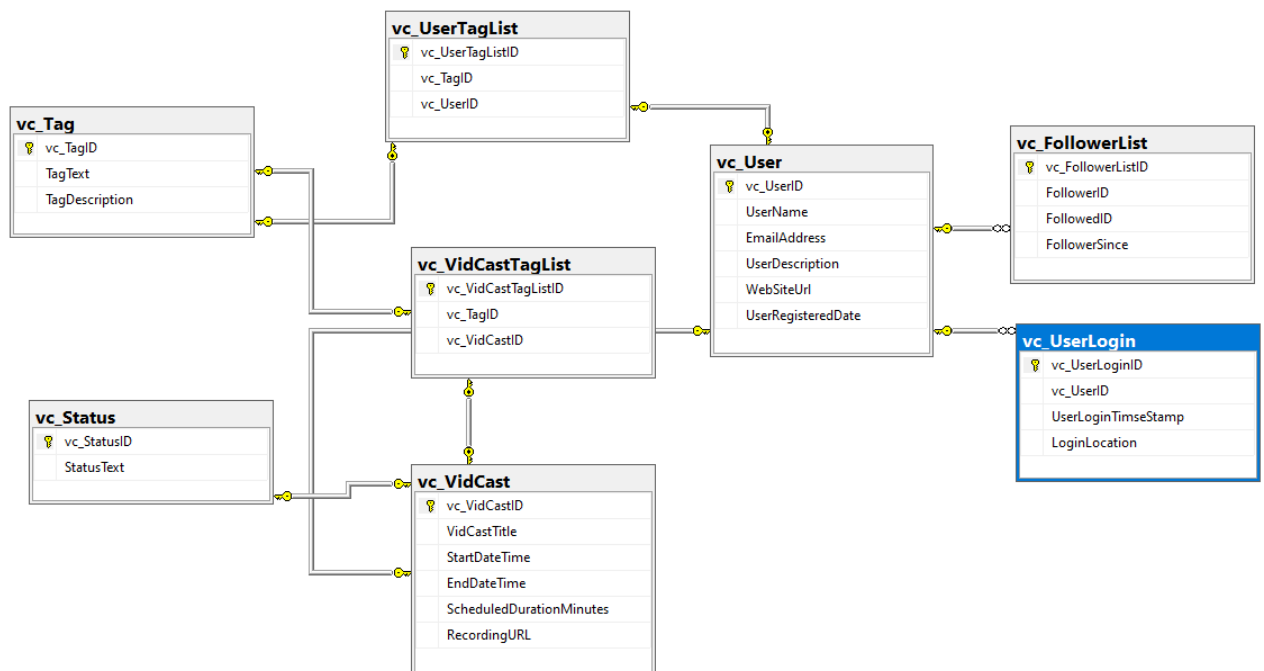 vc_UserTagList
vc_UserTagListID
vc_TagID
vc_UserID
vc_Tag
vc_TagID
TagText
TagDescription
vc_User
vc_UserID
UserName
EmailAddress
UserDescription
WebSiteUrl
UserRegisteredDate
vc_FollowerList
vc_FollowerListID
FollowerID
FollowedID
FollowerSince
vc_VidCastTagList
vc_VidCastTagListID
vc_TagID
vc_VidCastID
vc_UserLogin
vc_UserLoginID
vc_UserID
UserLoginTimseStamp
LoginLocation
vc_Status
vc_StatusID
StatusText
vc_VidCast
vc_VidCastID
VidCastTitle
StartDateTime
EndDateTime
ScheduledDurationMinutes
RecordingURL